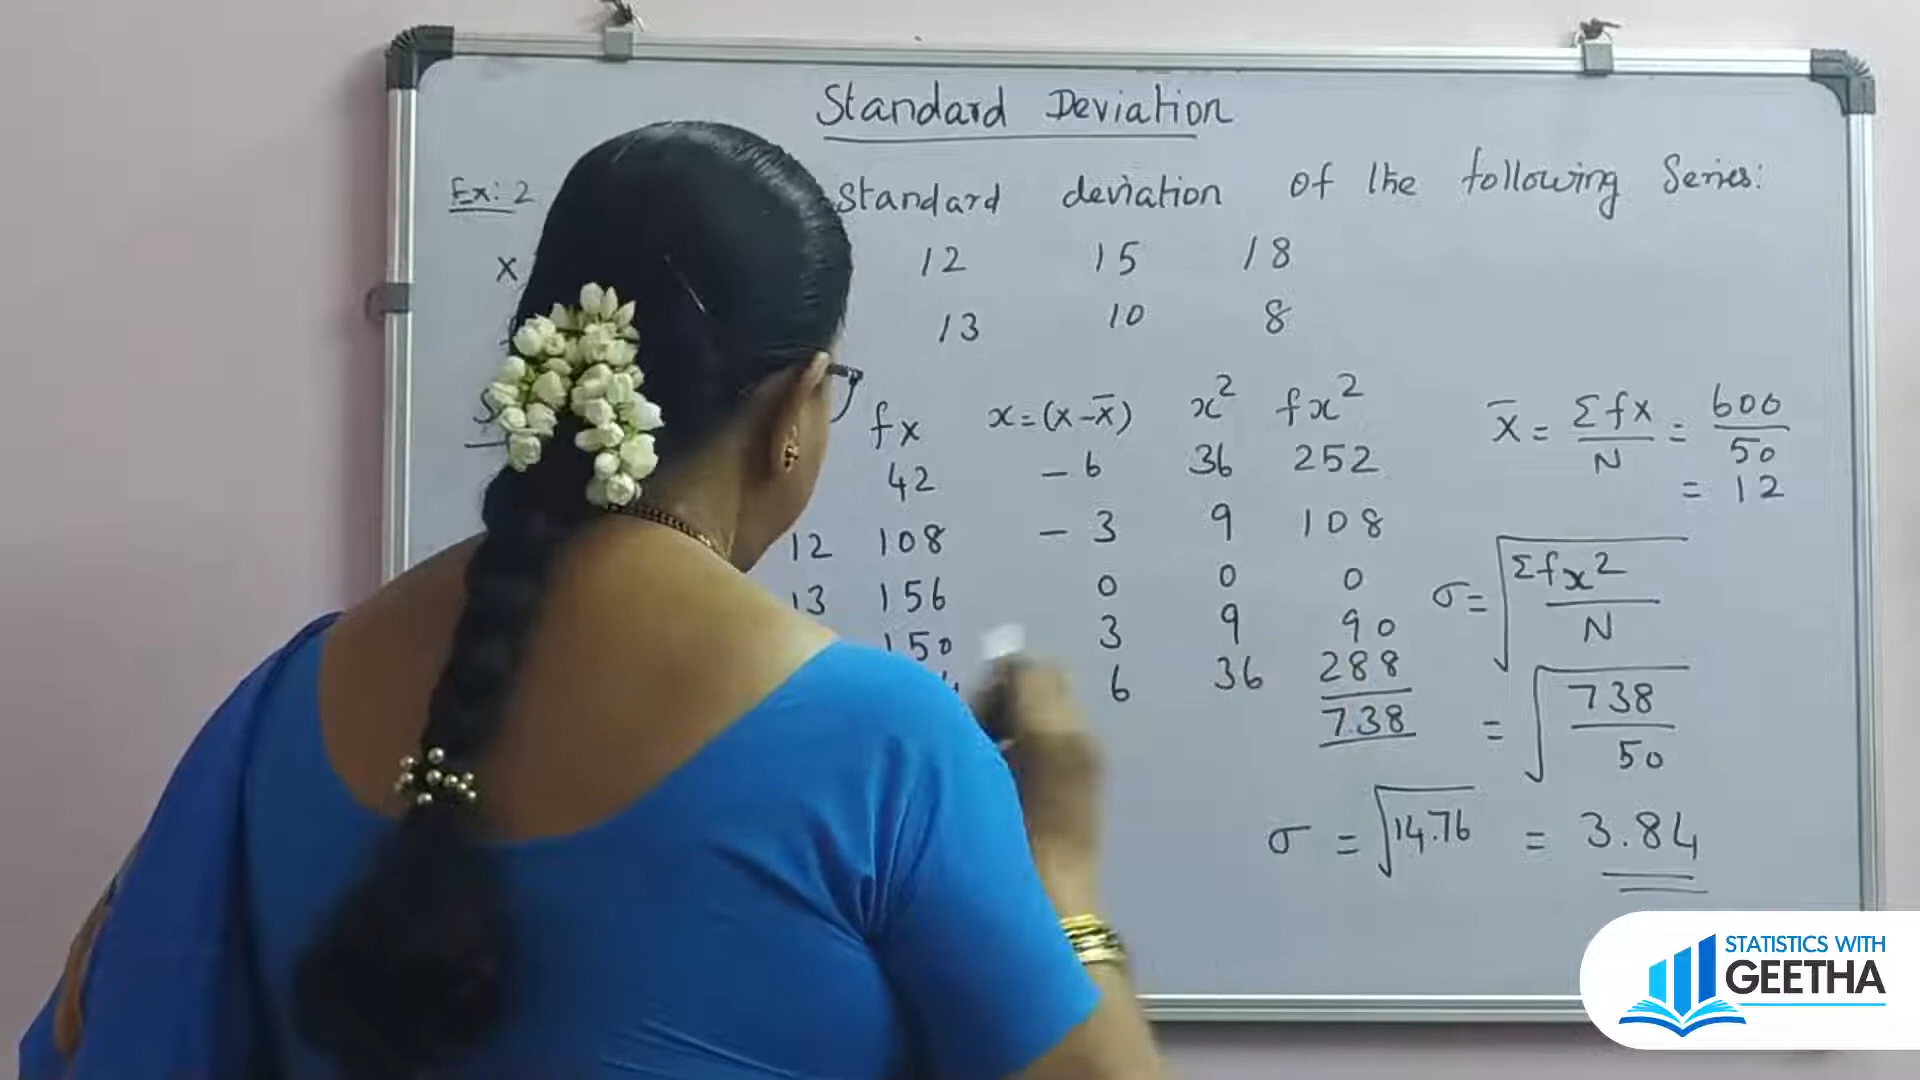 Standard Deviation
Ex: 2 Standard deviation of the following Series:
X 12 15 18
13 10 8
fx x=(x-x̄) x² fx²
42 -6 36 252
12 108 -3 9 108
13 156 0 0 0
150 3 9 90
6 36 288
738
X̄ = Σfx/N = 600/50
= 12
σ = √Σfx²/N
= √738/50
σ = √14.76 = 3.84
STATISTICS WITH
GEETHA